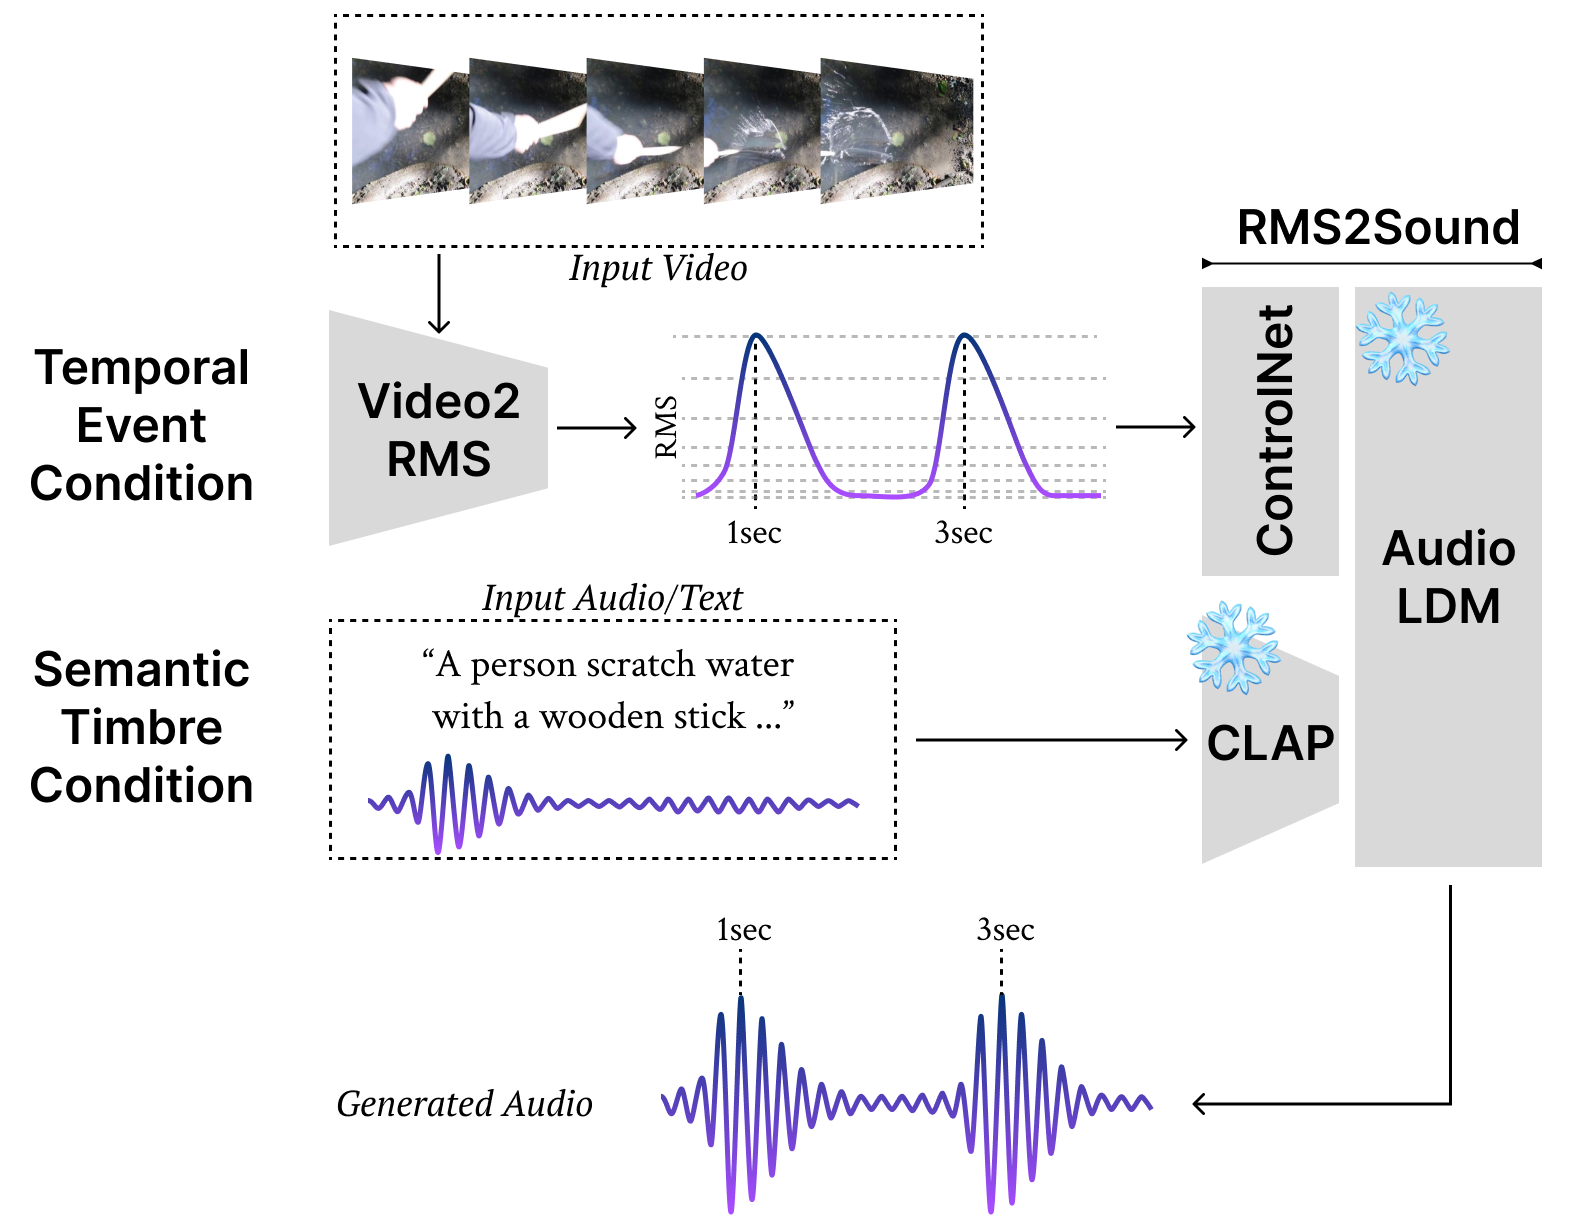 Input Video
RMS2Sound
Temporal
Event
Condition
Video2
RMS
RMS
1sec
3sec
ControlNet
Audio
LDM
Input Audio/Text
Semantic
Timbre
Condition
“A person scratch water
with a wooden stick ...”
CLAP
1sec
3sec
Generated Audio